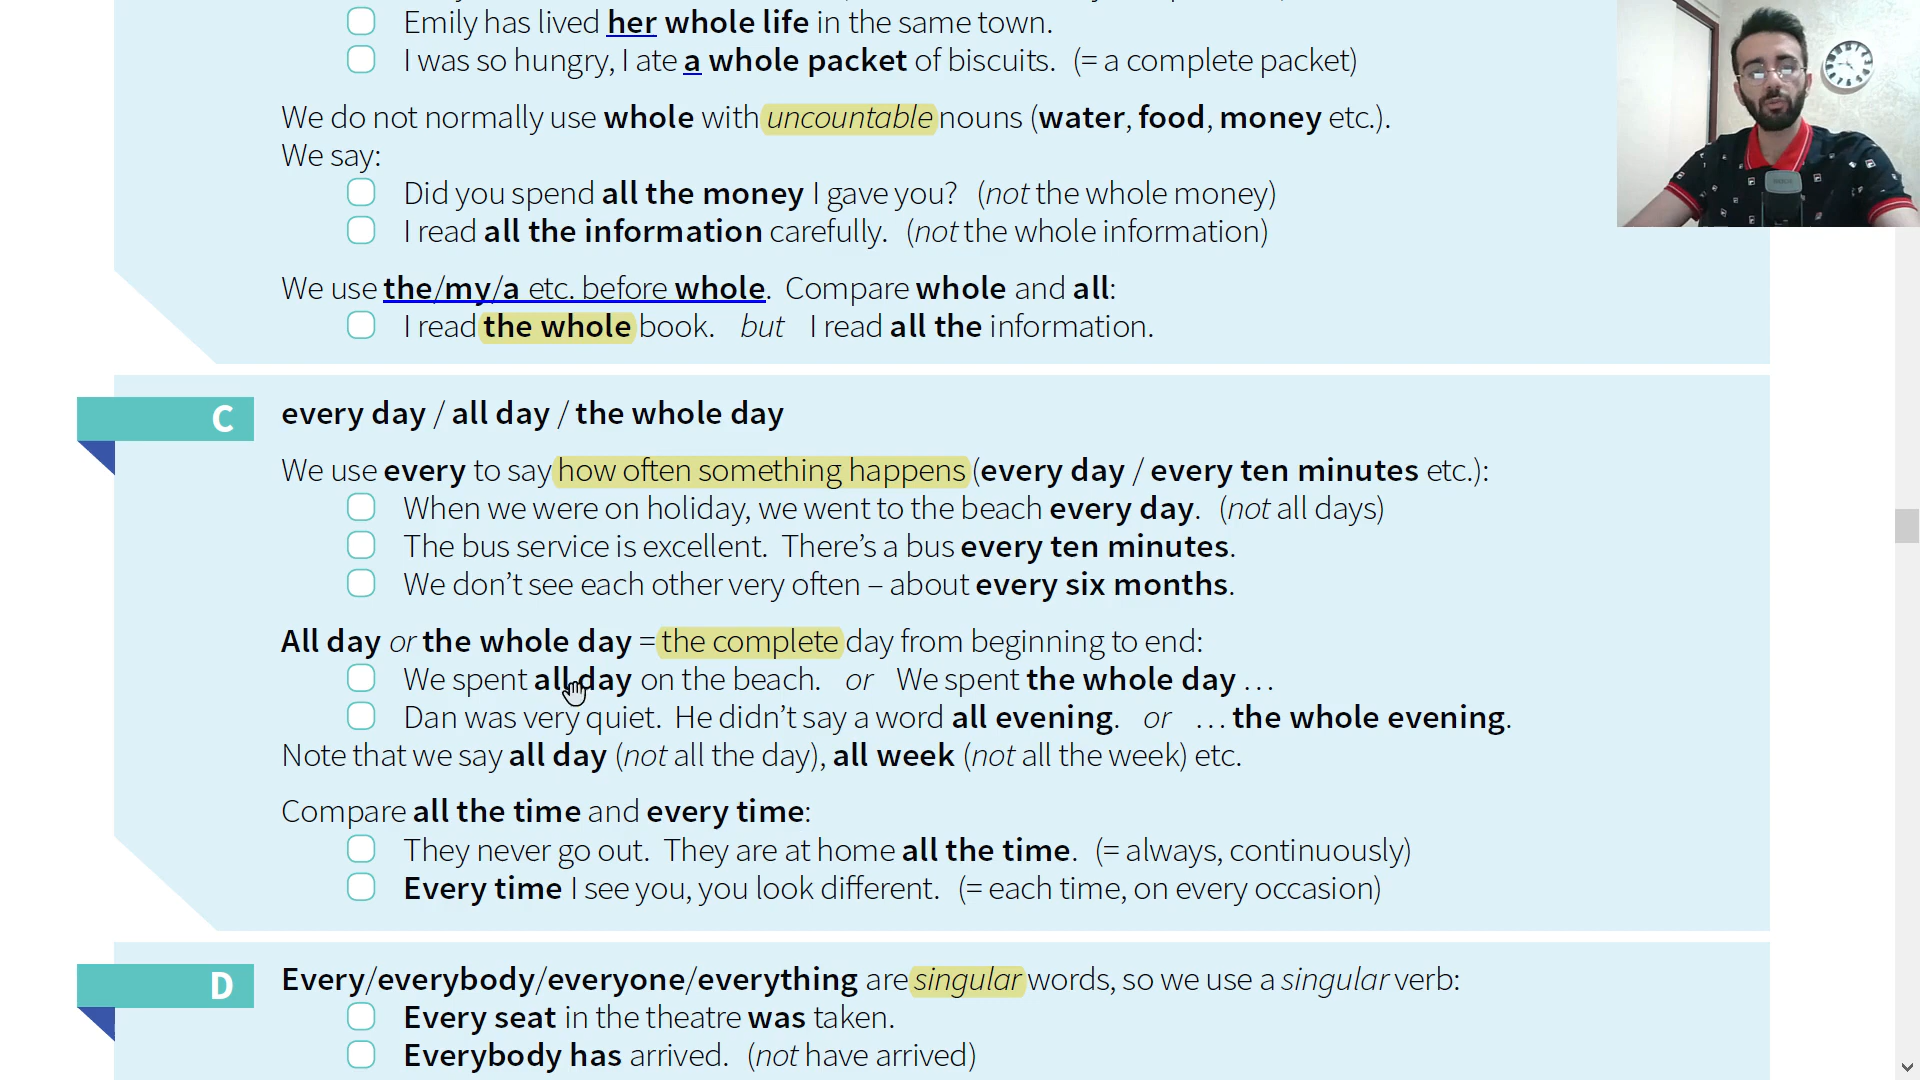 Emily has lived her whole life in the same town.
I was so hungry, I ate a whole packet of biscuits. (= a complete packet)
We do not normally use whole with uncountable nouns (water, food, money etc.).
We say:
Did you spend all the money I gave you? (not the whole money)
I read all the information carefully. (not the whole information)
We use the/my/a etc. before whole. Compare whole and all:
I read the whole book. but I read all the information.
C
every day / all day / the whole day
We use every to say how often something happens (every day / every ten minutes etc.):
When we were on holiday, we went to the beach every day. (not all days)
The bus service is excellent. There’s a bus every ten minutes.
We don’t see each other very often – about every six months.
All day or the whole day = the complete day from beginning to end:
We spent all day on the beach. or We spent the whole day …
Dan was very quiet. He didn’t say a word all evening. or … the whole evening.
Note that we say all day (not all the day), all week (not all the week) etc.
Compare all the time and every time:
They never go out. They are at home all the time. (= always, continuously)
Every time I see you, you look different. (= each time, on every occasion)
D
Every/everybody/everyone/everything are singular words, so we use a singular verb:
Every seat in the theatre was taken.
Everybody has arrived. (not have arrived)